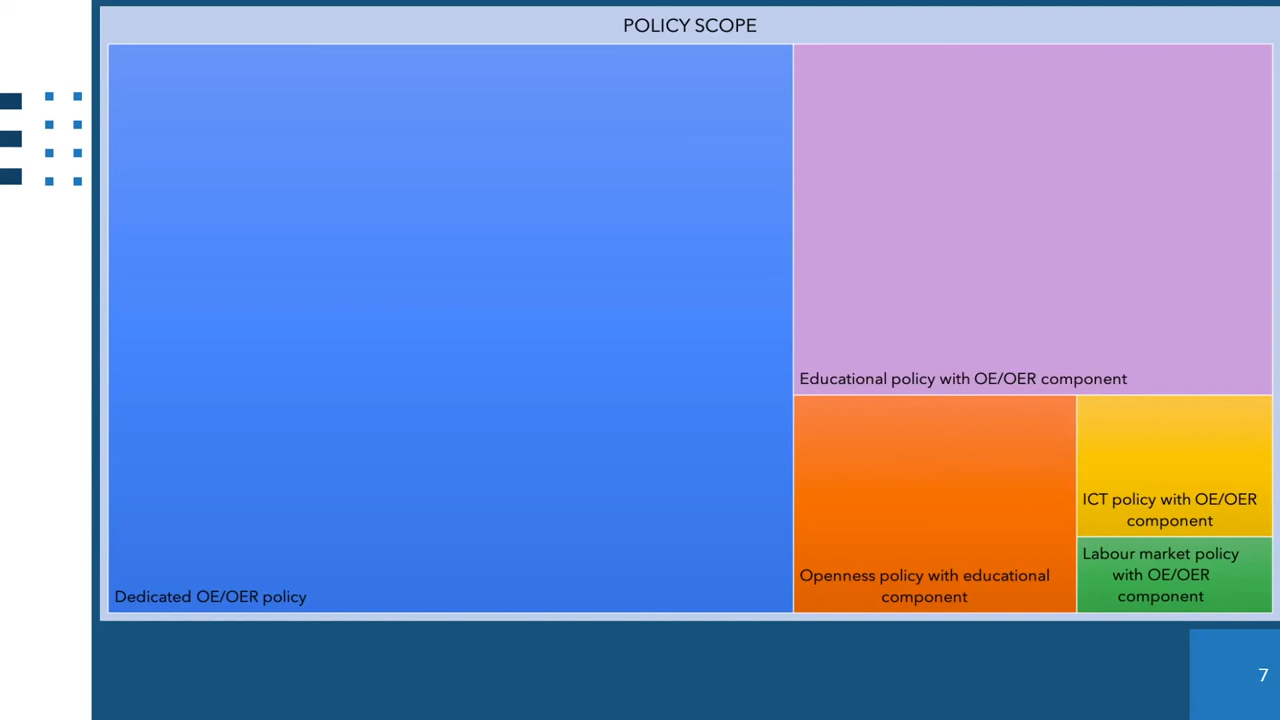 POLICY SCOPE
Educational policy with OE/OER component
Dedicated OE/OER policy
Openness policy with educational
component
ICT policy with OE/OER
component
Labour market policy
with OE/OER
component
7